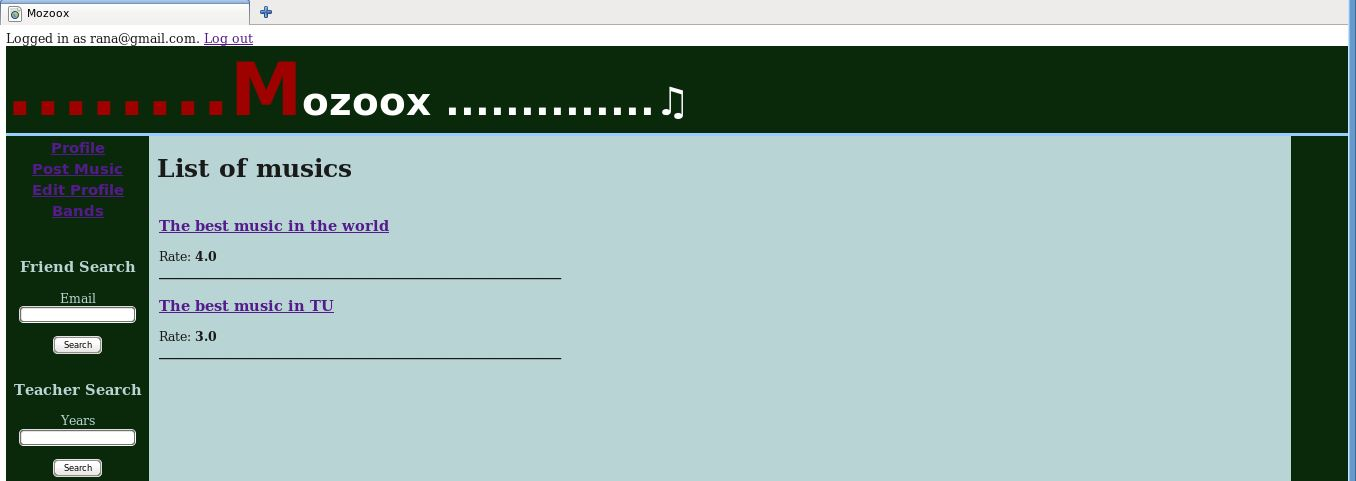 Mozoox
Logged in as rana@gmail.com. Log out
........Mozoox ..............♫
Profile
Post Music
Edit Profile
Bands
Friend Search
Email
Search
Teacher Search
Years
Search
List of musics
The best music in the world
Rate: 4.0
The best music in TU
Rate: 3.0